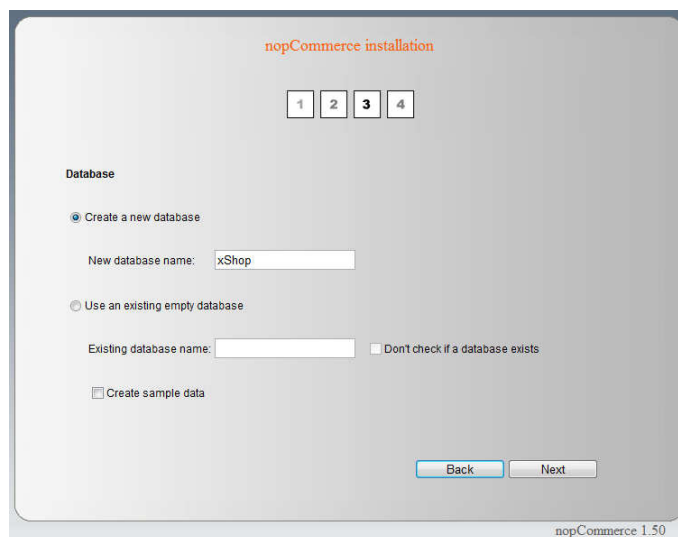 nopCommerce installation
1 2 3 4
Database
Create a new database
New database name: xShop
Use an existing empty database
Existing database name: Don't check if a database exists
Create sample data
Back Next
nopCommerce 1.50